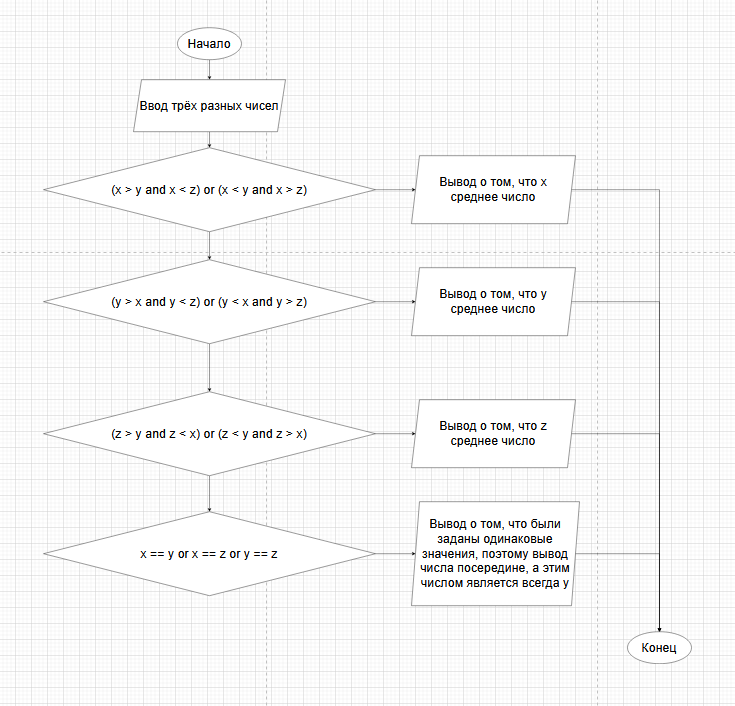 Начало
Ввод трёх разных чисел
(x > y and x < z) or (x < y and x > z)
Вывод о том, что x
среднее число
(y > x and y < z) or (y < x and y > z)
Вывод о том, что y
среднее число
(z > y and z < x) or (z < y and z > x)
Вывод о том, что z
среднее число
x == y or x == z or y == z
Вывод о том, что были
заданы одинаковые
значения, поэтому вывод
числа посередине, а этим
числом является всегда y
Конец